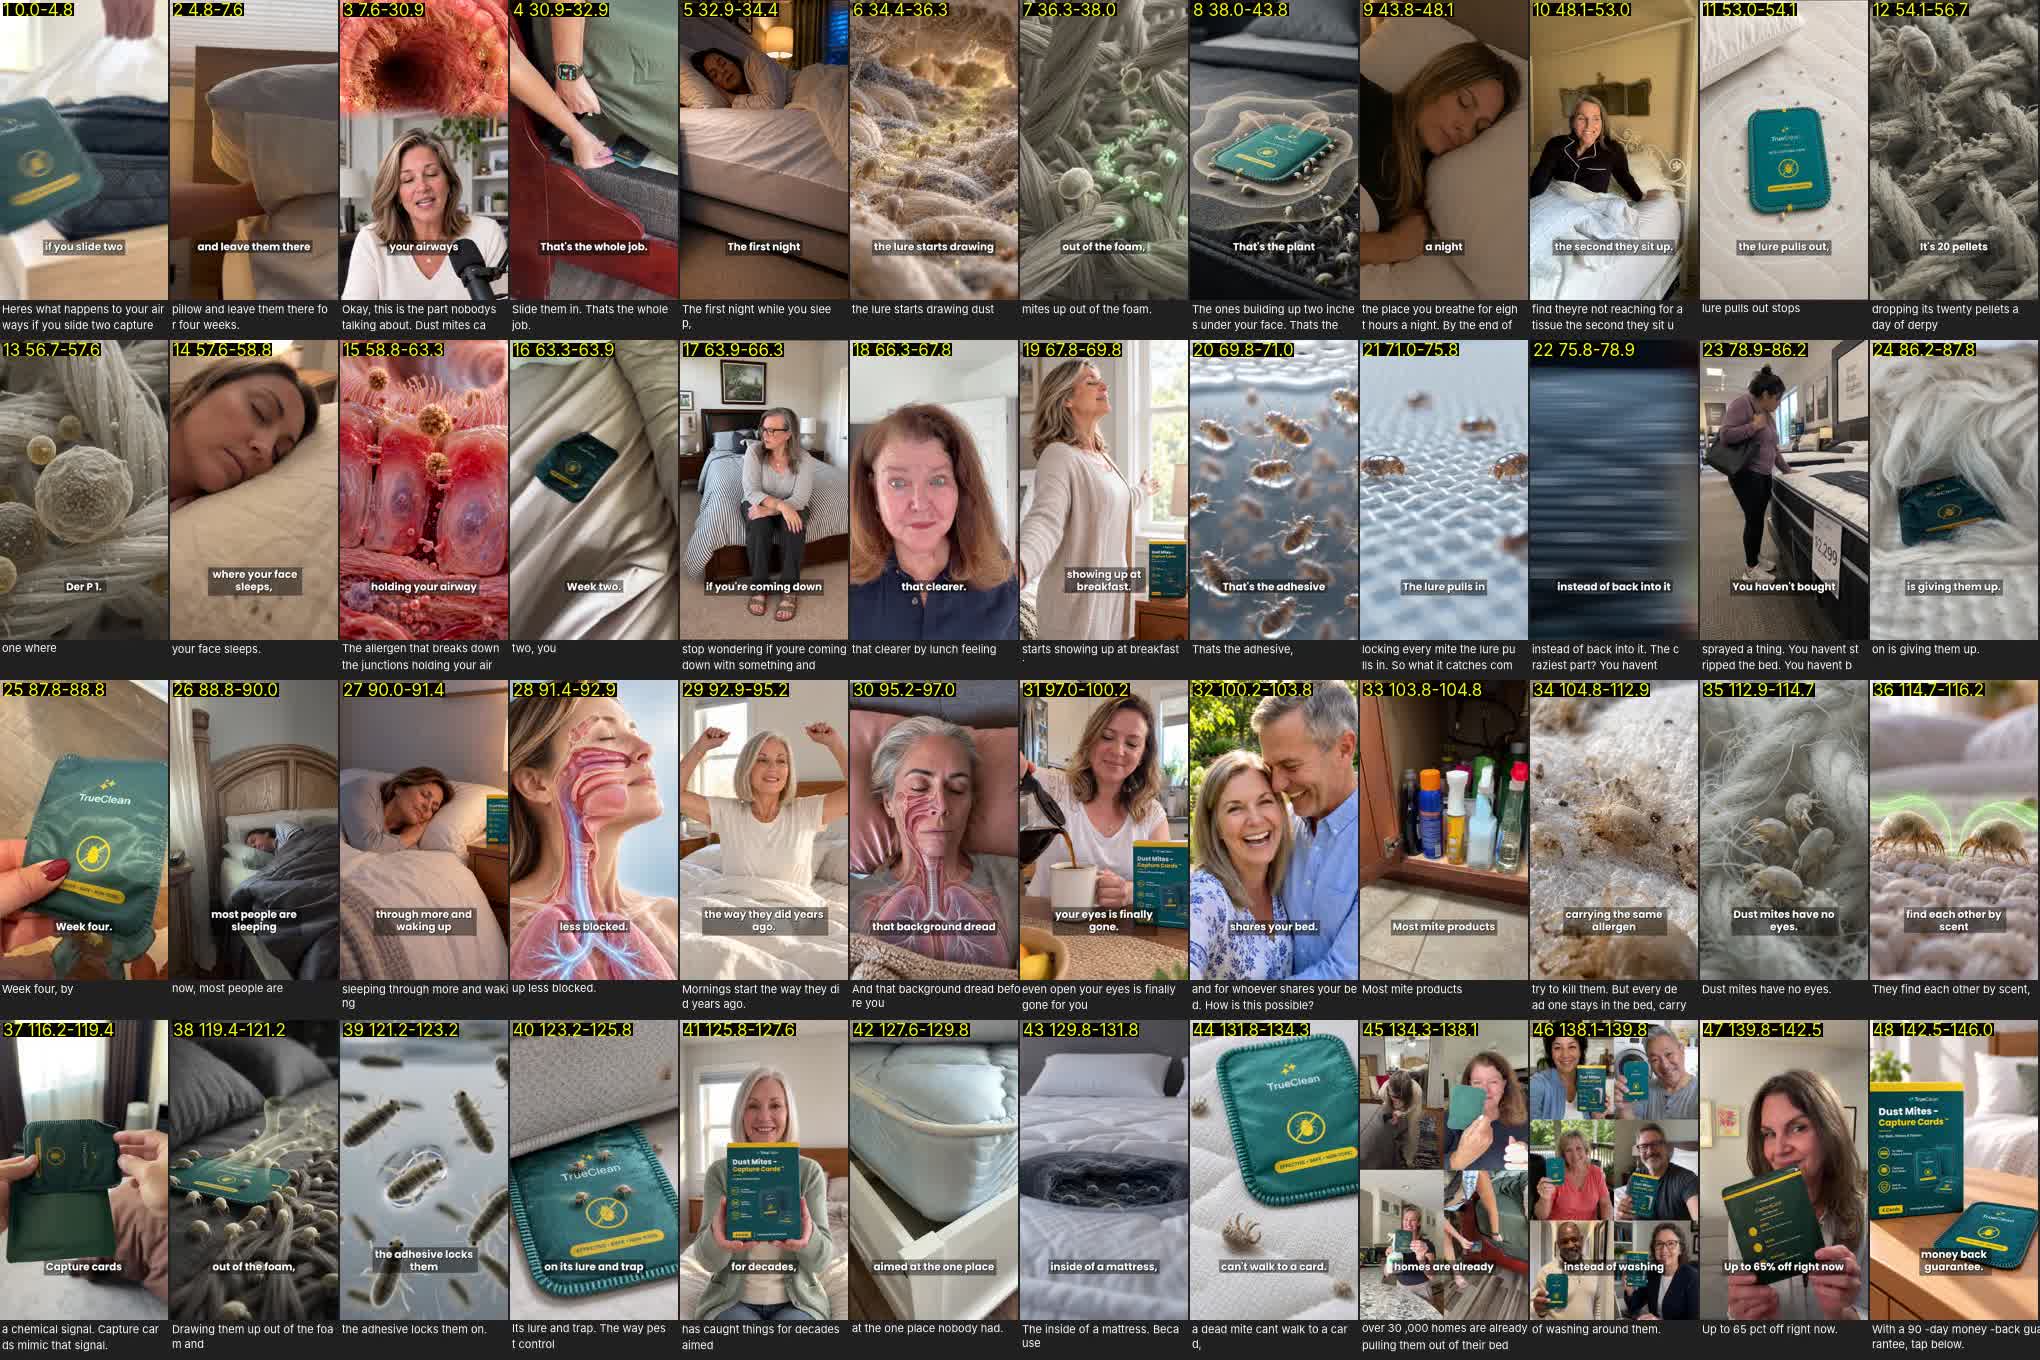 1 0.0-4.8
if you slide two
Heres what happens to your air
ways if you slide two capture
2 4.8-7.6
and leave them there
pillow and leave them there fo
r four weeks.
3 7.6-30.9
your airways
Okay, this is the part nobodys
talking about. Dust mites ca
4 30.9-32.9
That's the whole job.
Slide them in. Thats the whole
job.
5 32.9-34.4
The first night
The first night while you slee
p,
6 34.4-36.3
the lure starts drawing
the lure starts drawing dust
7 36.3-38.0
out of the foam,
mites up out of the foam.
8 38.0-43.8
That's the plant
The ones building up two inche
s under your face. Thats the
9 43.8-48.1
a night
the place you breathe for eigh
t hours a night. By the end of
10 48.1-53.0
the second they sit up.
find theyre not reaching for a
tissue the second they sit u
11 53.0-54.1
TrueClean
the lure pulls out,
lure pulls out stops
12 54.1-56.7
It's 20 pellets
dropping its twenty pellets a
day of derpy
13 56.7-57.6
Der P 1.
one where
14 57.6-58.8
where your face
sleeps,
your face sleeps.
15 58.8-63.3
holding your airway
The allergen that breaks down
the junctions holding your air
16 63.3-63.9
Week two.
two, you
17 63.9-66.3
if you're coming down
stop wondering if youre coming
down with something and
18 66.3-67.8
that clearer.
that clearer by lunch feeling
19 67.8-69.8
Dust Mites -
Capture Cards
showing up at
breakfast.
starts showing up at breakfast
.
20 69.8-71.0
That's the adhesive
Thats the adhesive,
21 71.0-75.8
The lure pulls in
locking every mite the lure pu
lls in. So what it catches com
22 75.8-78.9
instead of back into it
instead of back into it. The c
raziest part? You havent
23 78.9-86.2
$2,299
You haven't bought
sprayed a thing. You havent st
ripped the bed. You havent b
24 86.2-87.8
TrueClean
is giving them up.
on is giving them up.
25 87.8-88.8
TrueClean
Week four.
Week four, by
26 88.8-90.0
most people are
sleeping
now, most people are
27 90.0-91.4
through more and
waking up
sleeping through more and waki
ng
28 91.4-92.9
less blocked.
up less blocked.
29 92.9-95.2
the way they did years
ago.
Mornings start the way they di
d years ago.
30 95.2-97.0
that background dread
And that background dread befo
re you
31 97.0-100.2
Dust Mites -
Capture Cards
your eyes is finally
gone.
even open your eyes is finally
gone for you
32 100.2-103.8
shares your bed.
and for whoever shares your be
d. How is this possible?
33 103.8-104.8
Most mite products
Most mite products
34 104.8-112.9
carrying the same
allergen
try to kill them. But every de
ad one stays in the bed, carry
35 112.9-114.7
Dust mites have no
eyes.
Dust mites have no eyes.
36 114.7-116.2
find each other by
scent
They find each other by scent,
37 116.2-119.4
Capture cards
a chemical signal. Capture car
ds mimic that signal.
38 119.4-121.2
out of the foam,
Drawing them up out of the foa
m and
39 121.2-123.2
the adhesive locks
them
the adhesive locks them on.
40 123.2-125.8
TrueClean
EFFECTIVE • SAFE • NON-TOXIC
on its lure and trap
Its lure and trap. The way pes
t control
41 125.8-127.6
Dust Mites -
Capture Cards
for decades,
has caught things for decades
aimed
42 127.6-129.8
aimed at the one place
at the one place nobody had.
43 129.8-131.8
inside of a mattress,
The inside of a mattress. Beca
use
44 131.8-134.3
TrueClean
EFFECTIVE • SAFE • NON-TOXIC
can't walk to a card.
a dead mite cant walk to a car
d,
45 134.3-138.1
homes are already
over 30 ,000 homes are already
pulling them out of their bed
46 138.1-139.8
instead of washing
of washing around them.
47 139.8-142.5
Up to 65% off right now
Up to 65 pct off right now.
48 142.5-146.0
TrueClean
Dust Mites -
Capture Cards
TrueClean
money back
guarantee.
With a 90 -day money -back gua
rantee, tap below.